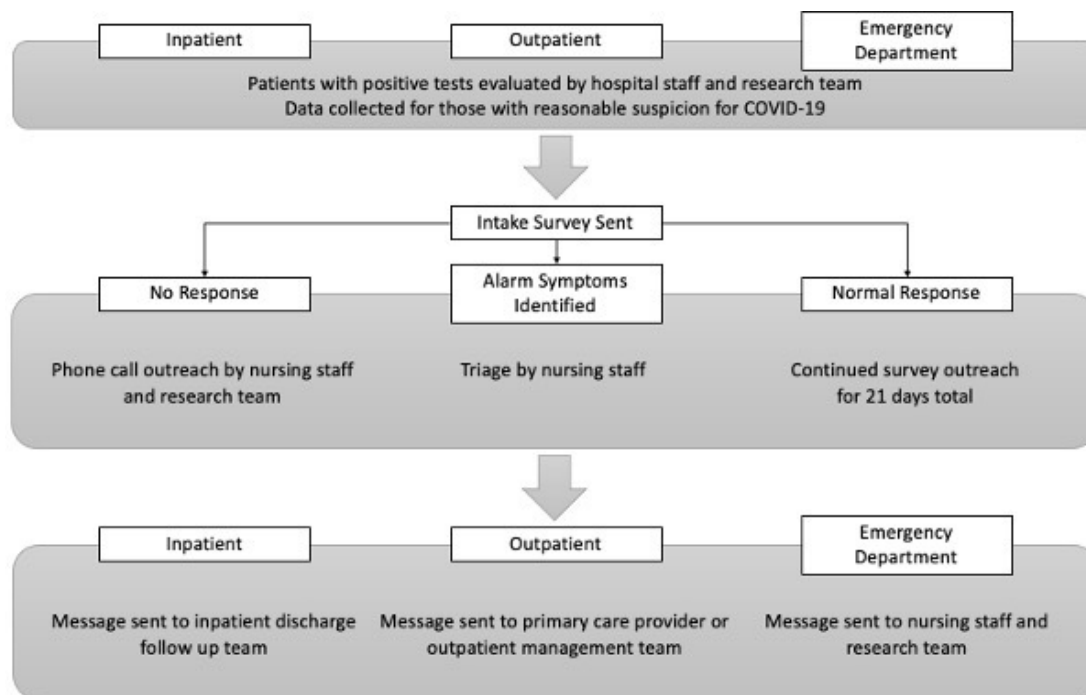 Inpatient
Outpatient
Emergency
Department
Patients with positive tests evaluated by hospital staff and research team
Data collected for those with reasonable suspicion for COVID-19
Intake Survey Sent
No Response
Alarm Symptoms
Identified
Normal Response
Phone call outreach by nursing staff
and research team
Triage by nursing staff
Continued survey outreach
for 21 days total
Inpatient
Outpatient
Emergency
Department
Message sent to inpatient discharge
follow up team
Message sent to primary care provider or
outpatient management team
Message sent to nursing staff and
research team